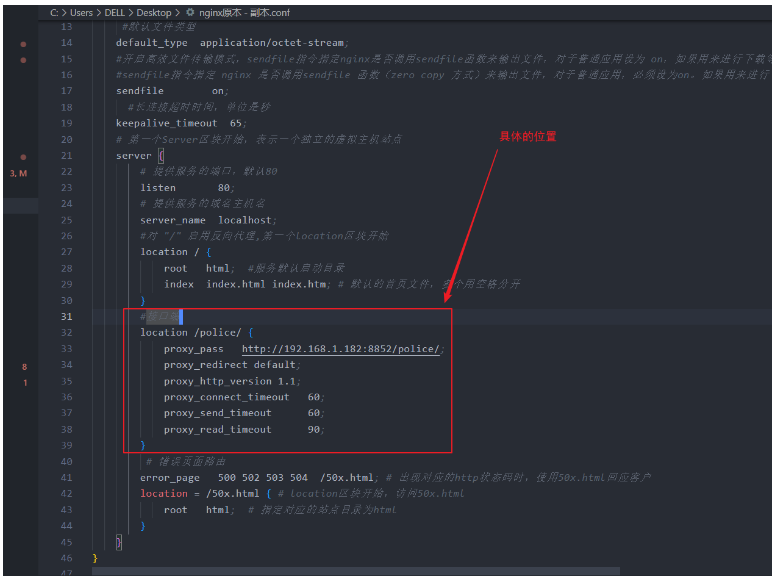 C: > Users > DELL > Desktop > nginx原本 - 副本.conf
13 #默认文件类型
14 default_type application/octet-stream;
15 #开启高效文件传输模式，sendfile指令指定nginx是否调用sendfile函数来输出文件，对于普通应用设为 on，如果用来进行下载等
16 #sendfile指令指定 nginx 是否调用sendfile 函数（zero copy 方式）来输出文件，对于普通应用，必须设为on。如果用来进行
17 sendfile on;
18 #长连接超时时间，单位是秒
19 keepalive_timeout 65;
20 # 第一个Server区块开始，表示一个独立的虚拟主机站点
具体的位置
21 server {
3, M
22 # 提供服务的端口，默认80
23 listen 80;
24 # 提供服务的域名主机名
25 server_name localhost;
26 #对 "/" 启用反向代理,第一个location区块开始
27 location / {
28 root html; #服务默认启动目录
29 index index.html index.htm; # 默认的首页文件，多个用空格分开
30 }
31 #接口
32 location /police/ {
33 proxy_pass http://192.168.1.182:8852/police/;
34 proxy_redirect default;
8
35 proxy_http_version 1.1;
1
36 proxy_connect_timeout 60;
37 proxy_send_timeout 60;
38 proxy_read_timeout 90;
39 }
40 # 错误页面路由
41 error_page 500 502 503 504 /50x.html; # 出现对应的http状态码时，使用50x.html回应客户
42 location = /50x.html { # location区块开始，访问50x.html
43 root html; # 指定对应的站点目录为html
44 }
45 }
46 }
47